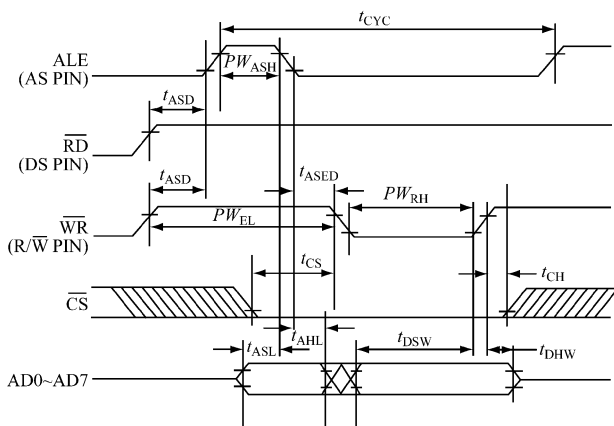 t_CYC
ALE
(AS PIN)
PW_ASH
t_ASD
RD
(DS PIN)
t_ASD
t_ASED
PW_RH
WR
(R/W PIN)
PW_EL
t_CS
t_CH
CS
t_AHL
t_ASL
t_DSW
t_DHW
AD0~AD7